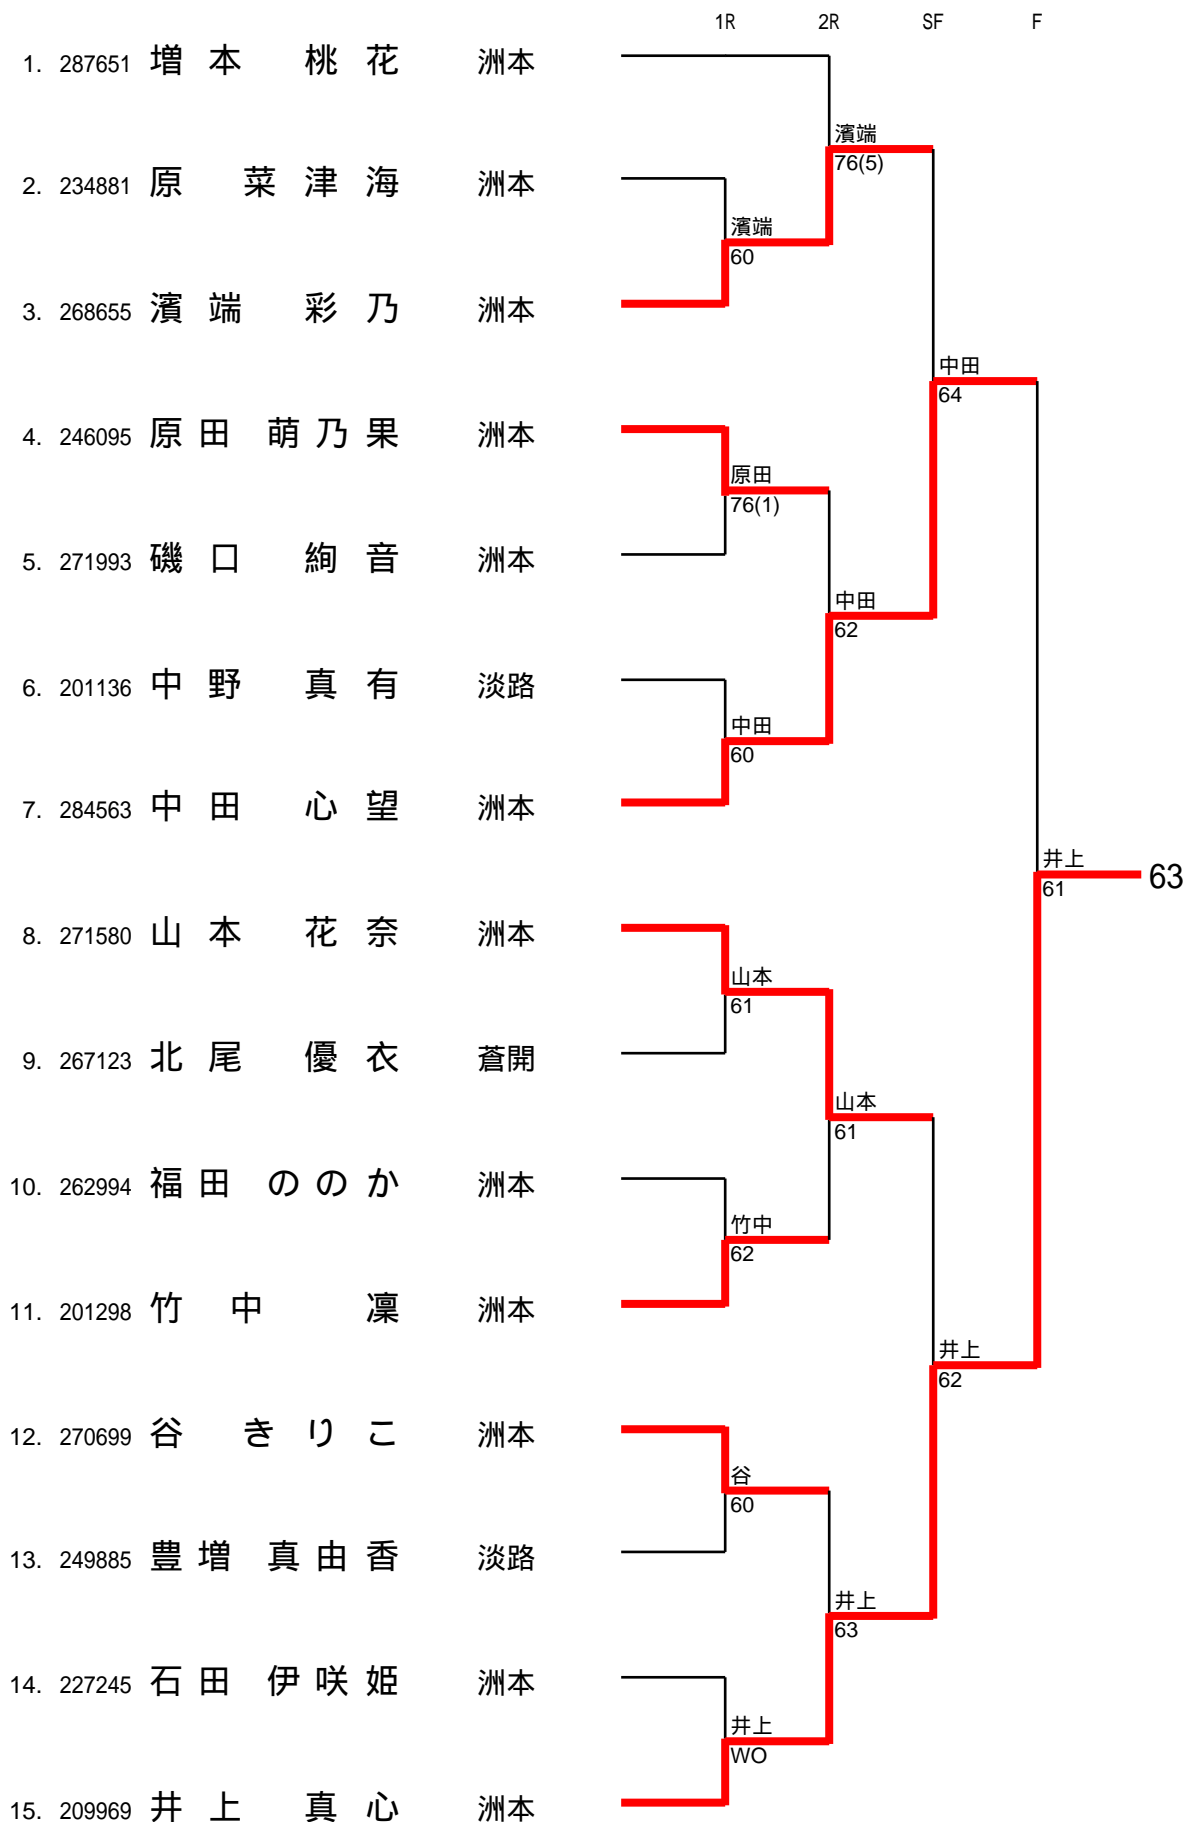 1R 2R SF F
1. 287651 増本 桃花 洲本
濱端
76(5)
2. 234881 原 菜津海 洲本
濱端
60
3. 268655 濱端 彩乃 洲本
中田
64
4. 246095 原田 萌乃果 洲本
原田
76(1)
5. 271993 磯口 絢音 洲本
中田
62
6. 201136 中野 真有 淡路
中田
60
7. 284563 中田 心望 洲本
井上
61 63
8. 271580 山本 花奈 洲本
山本
61
9. 267123 北尾 優衣 蒼開
山本
61
10. 262994 福田 ののか 洲本
竹中
62
11. 201298 竹中 凜 洲本
井上
62
12. 270699 谷 きりこ 洲本
谷
60
13. 249885 豊増 真由香 淡路
井上
63
14. 227245 石田 伊咲姫 洲本
井上
WO
15. 209969 井上 真心 洲本